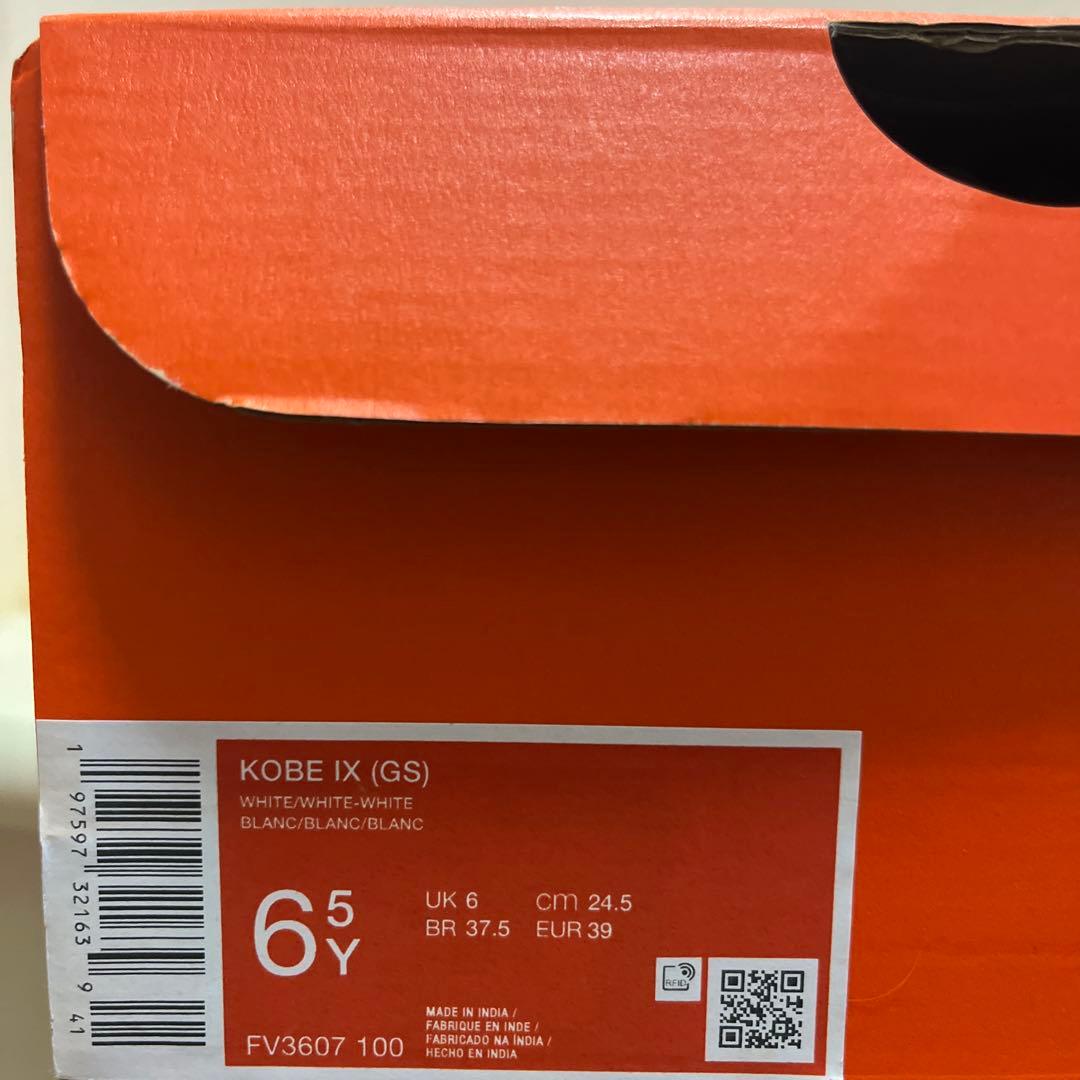 KOBE IX (GS)
WHITE/WHITE-WHITE
BLANC/BLANC/BLANC
6 5Y
UK 6 cm 24.5
BR 37.5 EUR 39
RFID
FV3607 100
MADE IN INDIA /
FABRIQUE EN INDE /
FABRICADO NA ÍNDIA /
HECHO EN INDIA
1 97597 32163 9 41